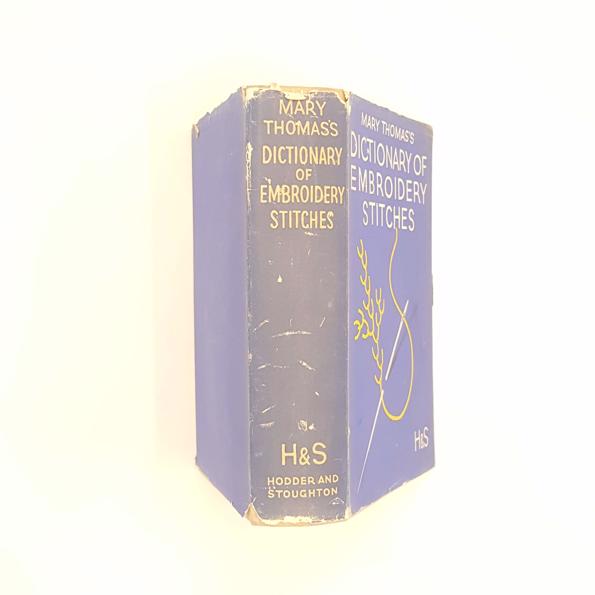 MARY
THOMAS'S
DICTIONARY
OF
EMBROIDERY
STITCHES
H&S
HODDER AND
STOUGHTON
MARY THOMAS'S
DICTIONARY OF
EMBROIDERY
STITCHES
H&S